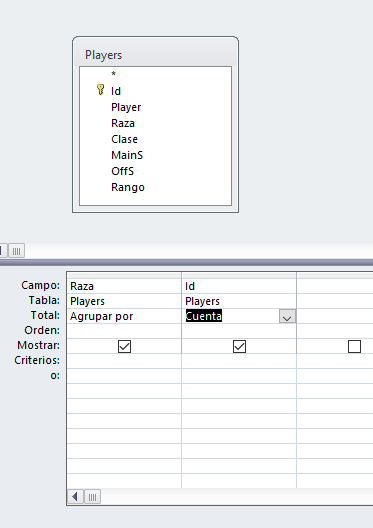 Players
*
Id
Player
Raza
Clase
MainS
OffS
Rango
Campo: Raza Id
Tabla: Players Players
Total: Agrupar por Cuenta
Orden:
Mostrar:
Criterios:
o: